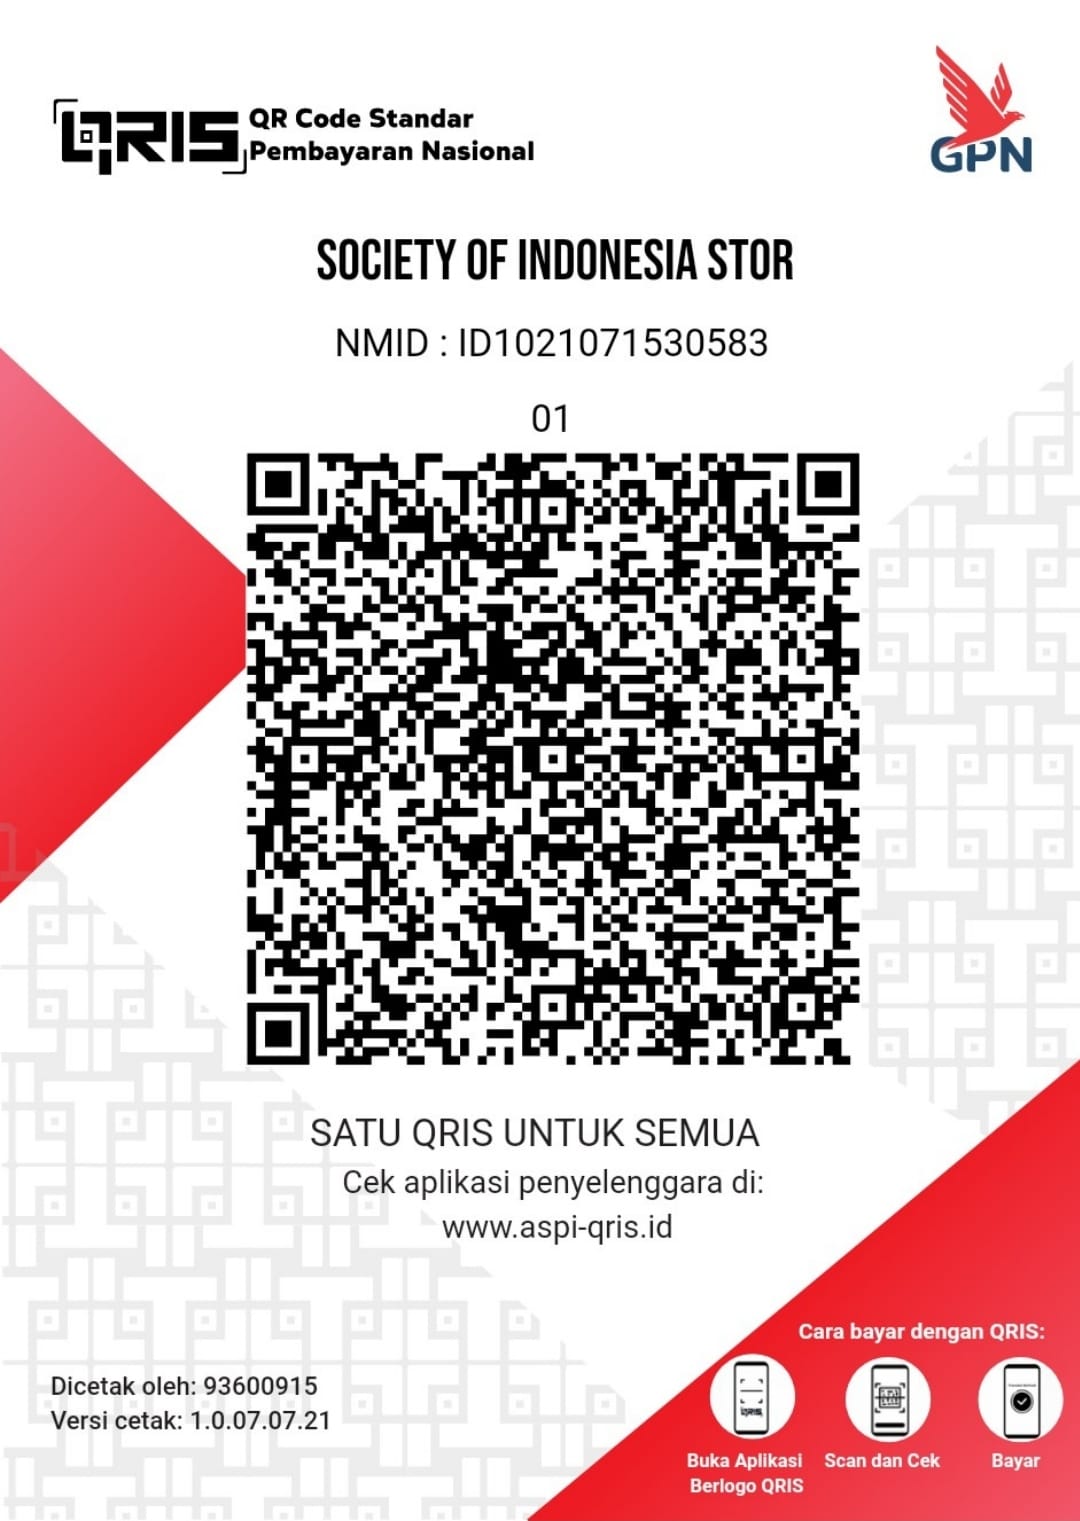 QRIS QR Code Standar
Pembayaran Nasional
GPN
SOCIETY OF INDONESIA STOR
NMID : ID1021071530583
01
SATU QRIS UNTUK SEMUA
Cek aplikasi penyelenggara di:
www.aspi-qris.id
Dicetak oleh: 93600915
Versi cetak: 1.0.07.07.21
Cara bayar dengan QRIS:
QRIS
Buka Aplikasi
Berlogo QRIS
Scan dan Cek
Bayar